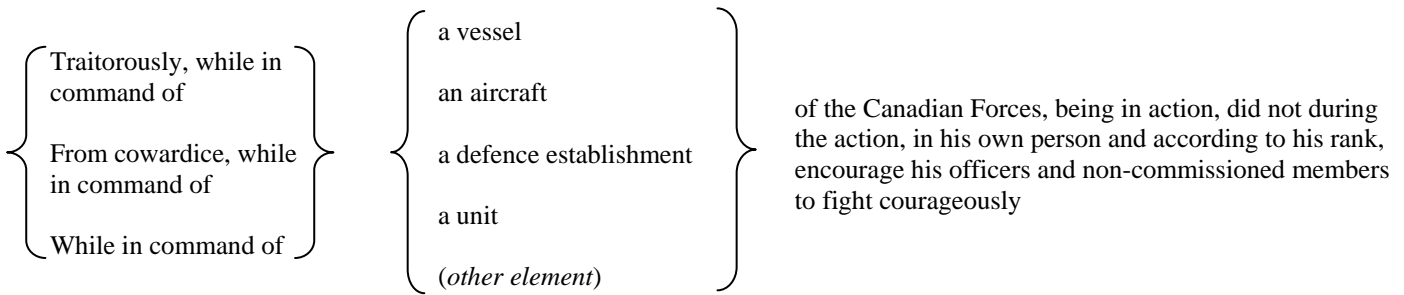 Traitorously, while in
command of
From cowardice, while
in command of
While in command of
a vessel
an aircraft
a defence establishment
a unit
(other element)
of the Canadian Forces, being in action, did not during
the action, in his own person and according to his rank,
encourage his officers and non-commissioned members
to fight courageously